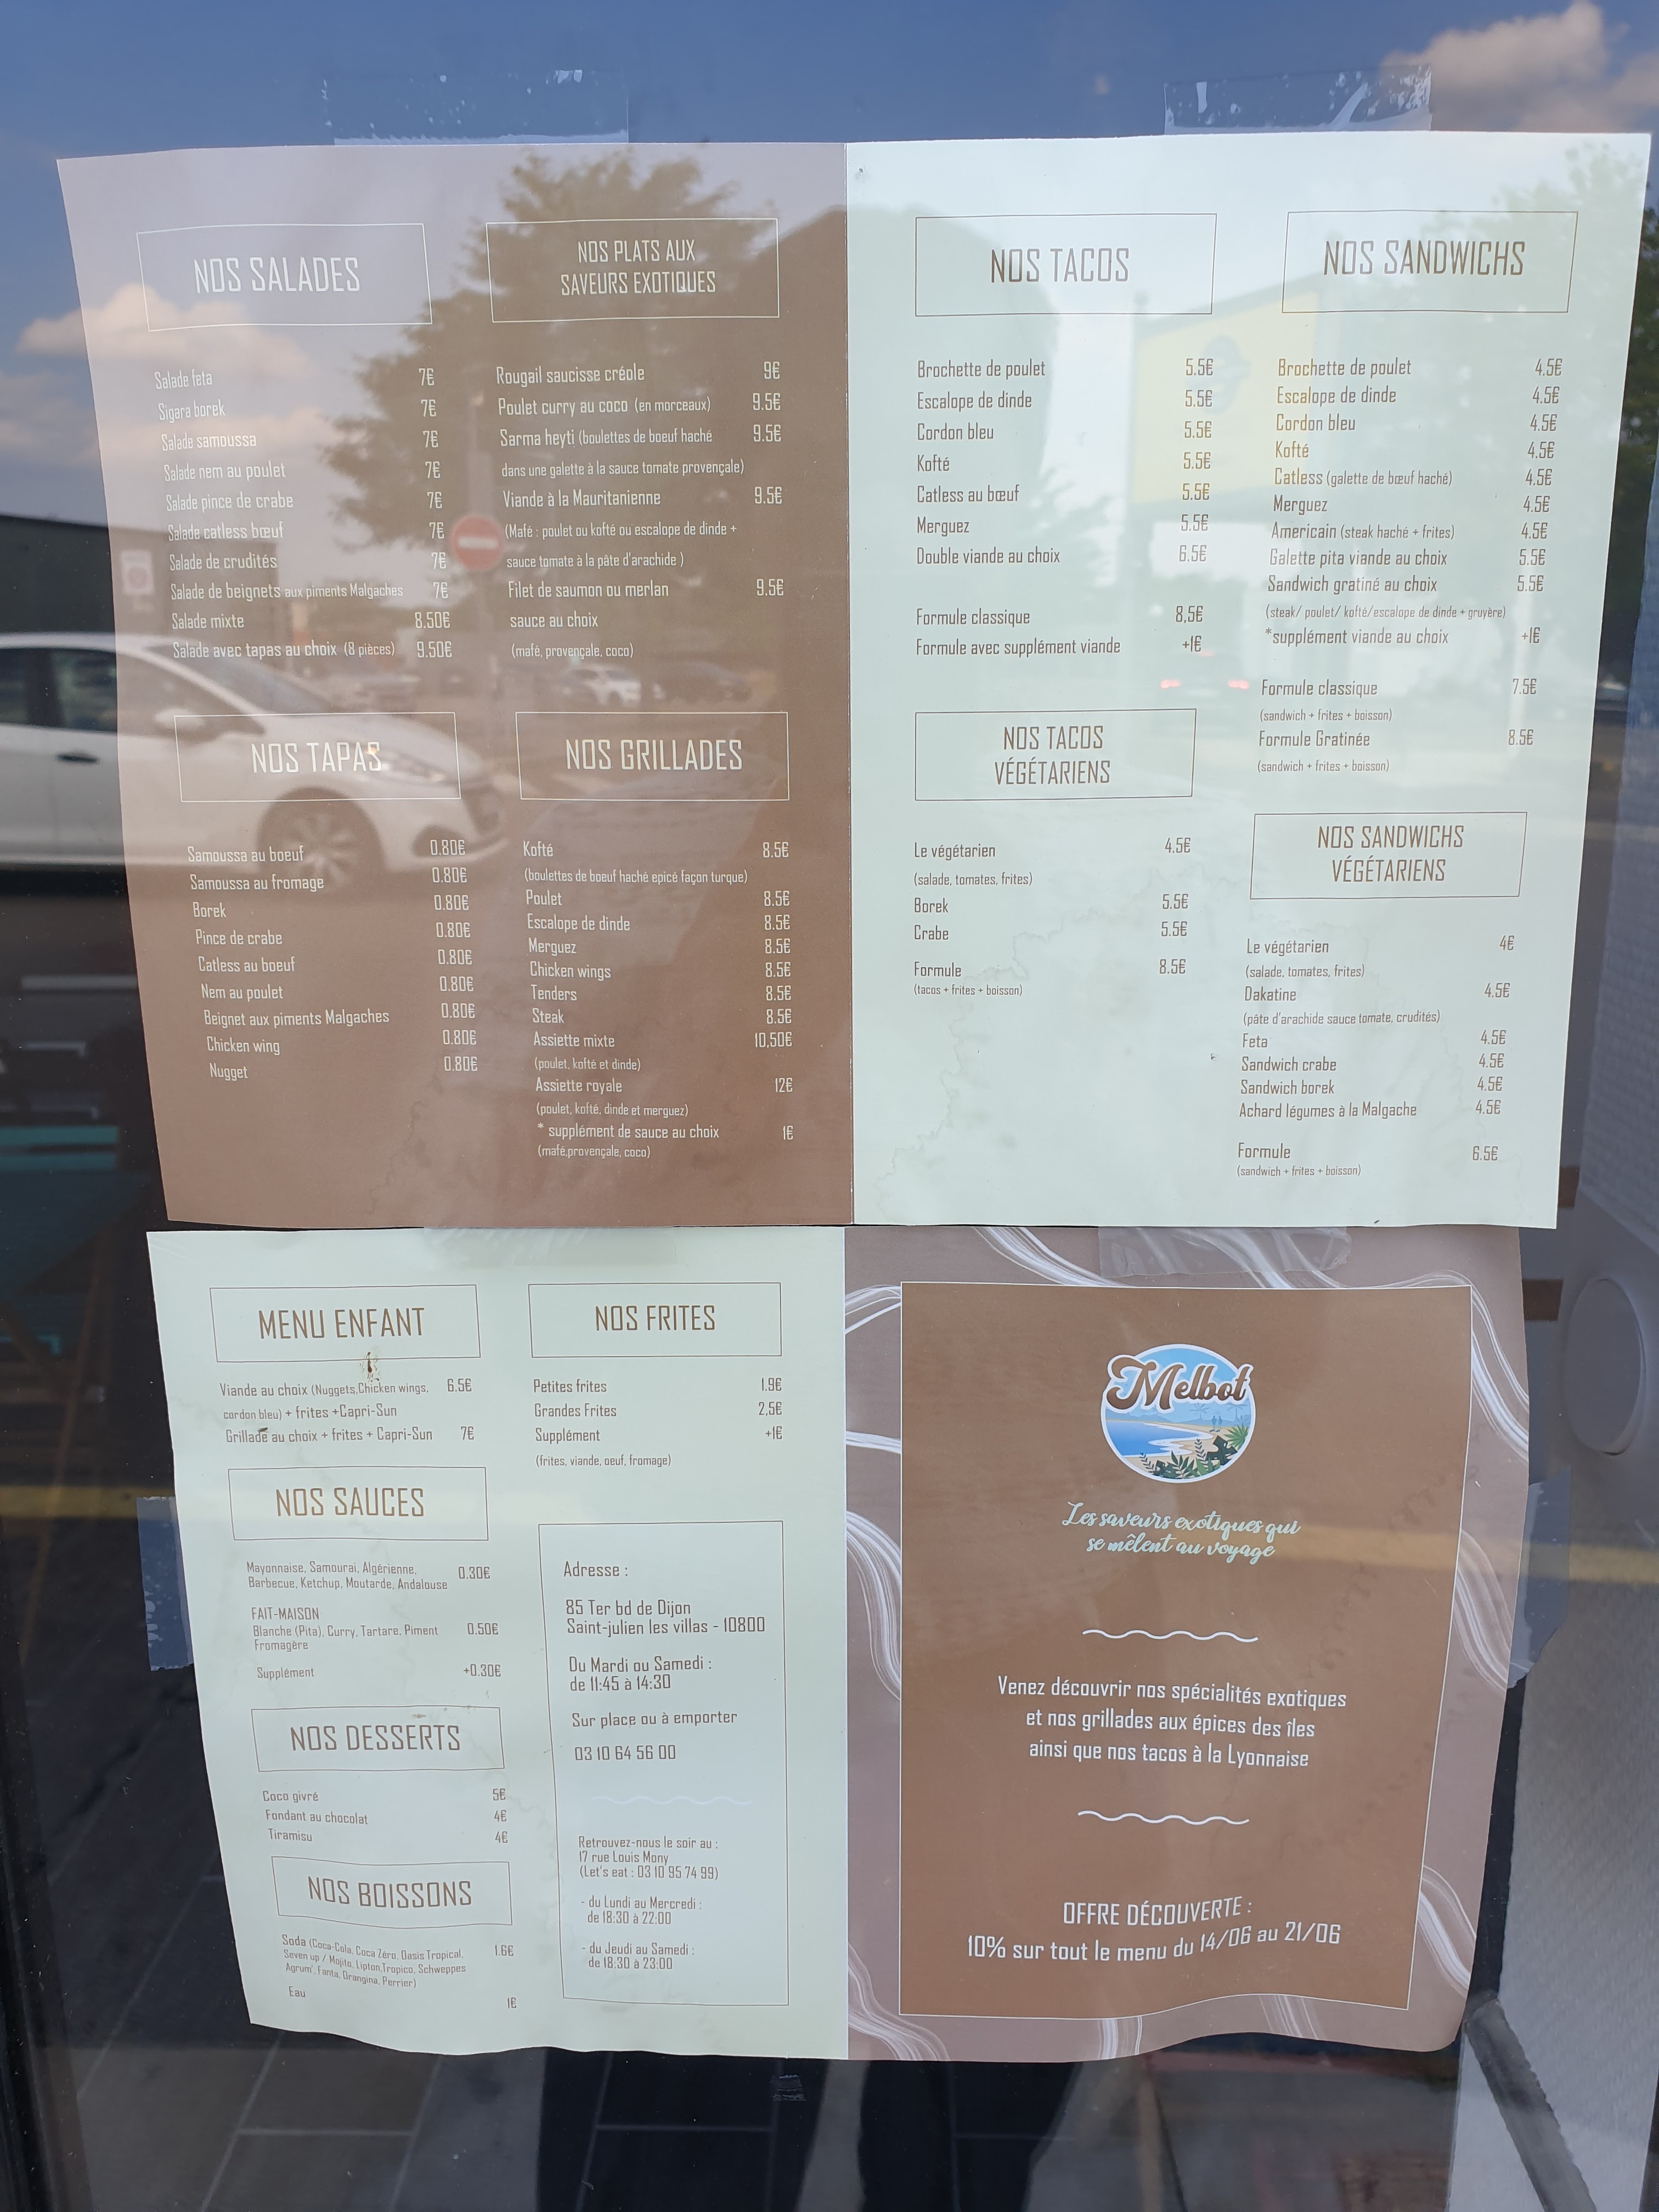 NOS SALADES
Salade feta 7€
Sigara borek 7€
Salade samoussa 7€
Salade nem au poulet 7€
Salade pince de crabe 7€
Salade catless bœuf 7€
Salade de crudités 7€
Salade de beignets aux piments Malgaches 7€
Salade mixte 8.50€
Salade avec tapas au choix (8 pièces) 9.50€
NOS PLATS AUX
SAVEURS EXOTIQUES
Rougail saucisse créole 9€
Poulet curry au coco (en morceaux) 9.5€
Sarma heyti (boulettes de boeuf haché 9.5€
dans une galette à la sauce tomate provençale)
Viande à la Mauritanienne 9.5€
(Mafé : poulet ou kofté ou escalope de dinde +
sauce tomate à la pâte d'arachide )
Filet de saumon ou merlan 9.5€
sauce au choix
(mafé, provençale, coco)
NOS TAPAS
Samoussa au boeuf 0.80€
Samoussa au fromage 0.80€
Borek 0.80€
Pince de crabe 0.80€
Catless au boeuf 0.80€
Nem au poulet 0.80€
Beignet aux piments Malgaches 0.80€
Chicken wing 0.80€
Nugget 0.80€
NOS GRILLADES
Kofté 8.5€
(boulettes de boeuf haché epicé façon turque)
Poulet 8.5€
Escalope de dinde 8.5€
Merguez 8.5€
Chicken wings 8.5€
Tenders 8.5€
Steak 8.5€
Assiette mixte 10,50€
(poulet, kofté et dinde)
Assiette royale 12€
(poulet, kofté, dinde et merguez)
* supplément de sauce au choix 1€
(mafé,provençale, coco)
NOS TACOS
Brochette de poulet 5.5€
Escalope de dinde 5.5€
Cordon bleu 5.5€
Kofté 5.5€
Catless au bœuf 5.5€
Merguez 5.5€
Double viande au choix 6.5€
Formule classique 8,5€
Formule avec supplément viande +1€
NOS TACOS
VÉGÉTARIENS
Le végétarien 4.5€
(salade, tomates, frites)
Borek 5.5€
Crabe 5.5€
Formule 8.5€
(tacos + frites + boisson)
NOS SANDWICHS
Brochette de poulet 4.5€
Escalope de dinde 4.5€
Cordon bleu 4.5€
Kofté 4.5€
Catless (galette de bœuf haché) 4.5€
Merguez 4.5€
Americain (steak haché + frites) 4.5€
Galette pita viande au choix 5.5€
Sandwich gratiné au choix 5.5€
(steak/ poulet/ kofté/escalope de dinde + gruyère)
*supplément viande au choix +1€
Formule classique 7.5€
(sandwich + frites + boisson)
Formule Gratinée 8.5€
(sandwich + frites + boisson)
NOS SANDWICHS
VÉGÉTARIENS
Le végétarien 4€
(salade, tomates, frites)
Dakatine 4.5€
(pâte d'arachide sauce tomate, crudités)
Feta 4.5€
Sandwich crabe 4.5€
Sandwich borek 4.5€
Achard légumes à la Malgache 4.5€
Formule 6.5€
(sandwich + frites + boisson)
MENU ENFANT
Viande au choix (Nuggets,Chicken wings, 6.5€
cordon bleu) + frites +Capri-Sun
Grillade au choix + frites + Capri-Sun 7€
NOS SAUCES
Mayonnaise, Samouraï, Algérienne,
Barbecue, Ketchup, Moutarde, Andalouse 0.30€
FAIT-MAISON
Blanche (Pita), Curry, Tartare, Piment 0.50€
Fromagère
Supplément +0.30€
NOS DESSERTS
Coco givré 5€
Fondant au chocolat 4€
Tiramisu 4€
NOS BOISSONS
Soda (Coca-Cola, Coca Zéro, Oasis Tropical, 1.6€
Seven up / Mojito, Lipton,Tropico, Schweppes
Agrum', Fanta, Orangina, Perrier)
Eau 1€
NOS FRITES
Petites frites 1.9€
Grandes Frites 2,5€
Supplément +1€
(frites, viande, oeuf, fromage)
Adresse :
85 Ter bd de Dijon
Saint-julien les villas - 10800
Du Mardi ou Samedi :
de 11:45 à 14:30
Sur place ou à emporter
03 10 64 56 00
Retrouvez-nous le soir au :
17 rue Louis Mony
(Let's eat : 03 10 95 74 99)
- du Lundi au Mercredi :
de 18:30 à 22:00
- du Jeudi au Samedi :
de 18:30 à 23:00
Melbot
Les saveurs exotiques qui
se mêlent au voyage
Venez découvrir nos spécialités exotiques
et nos grillades aux épices des îles
ainsi que nos tacos à la Lyonnaise
OFFRE DÉCOUVERTE :
10% sur tout le menu du 14/06 au 21/06